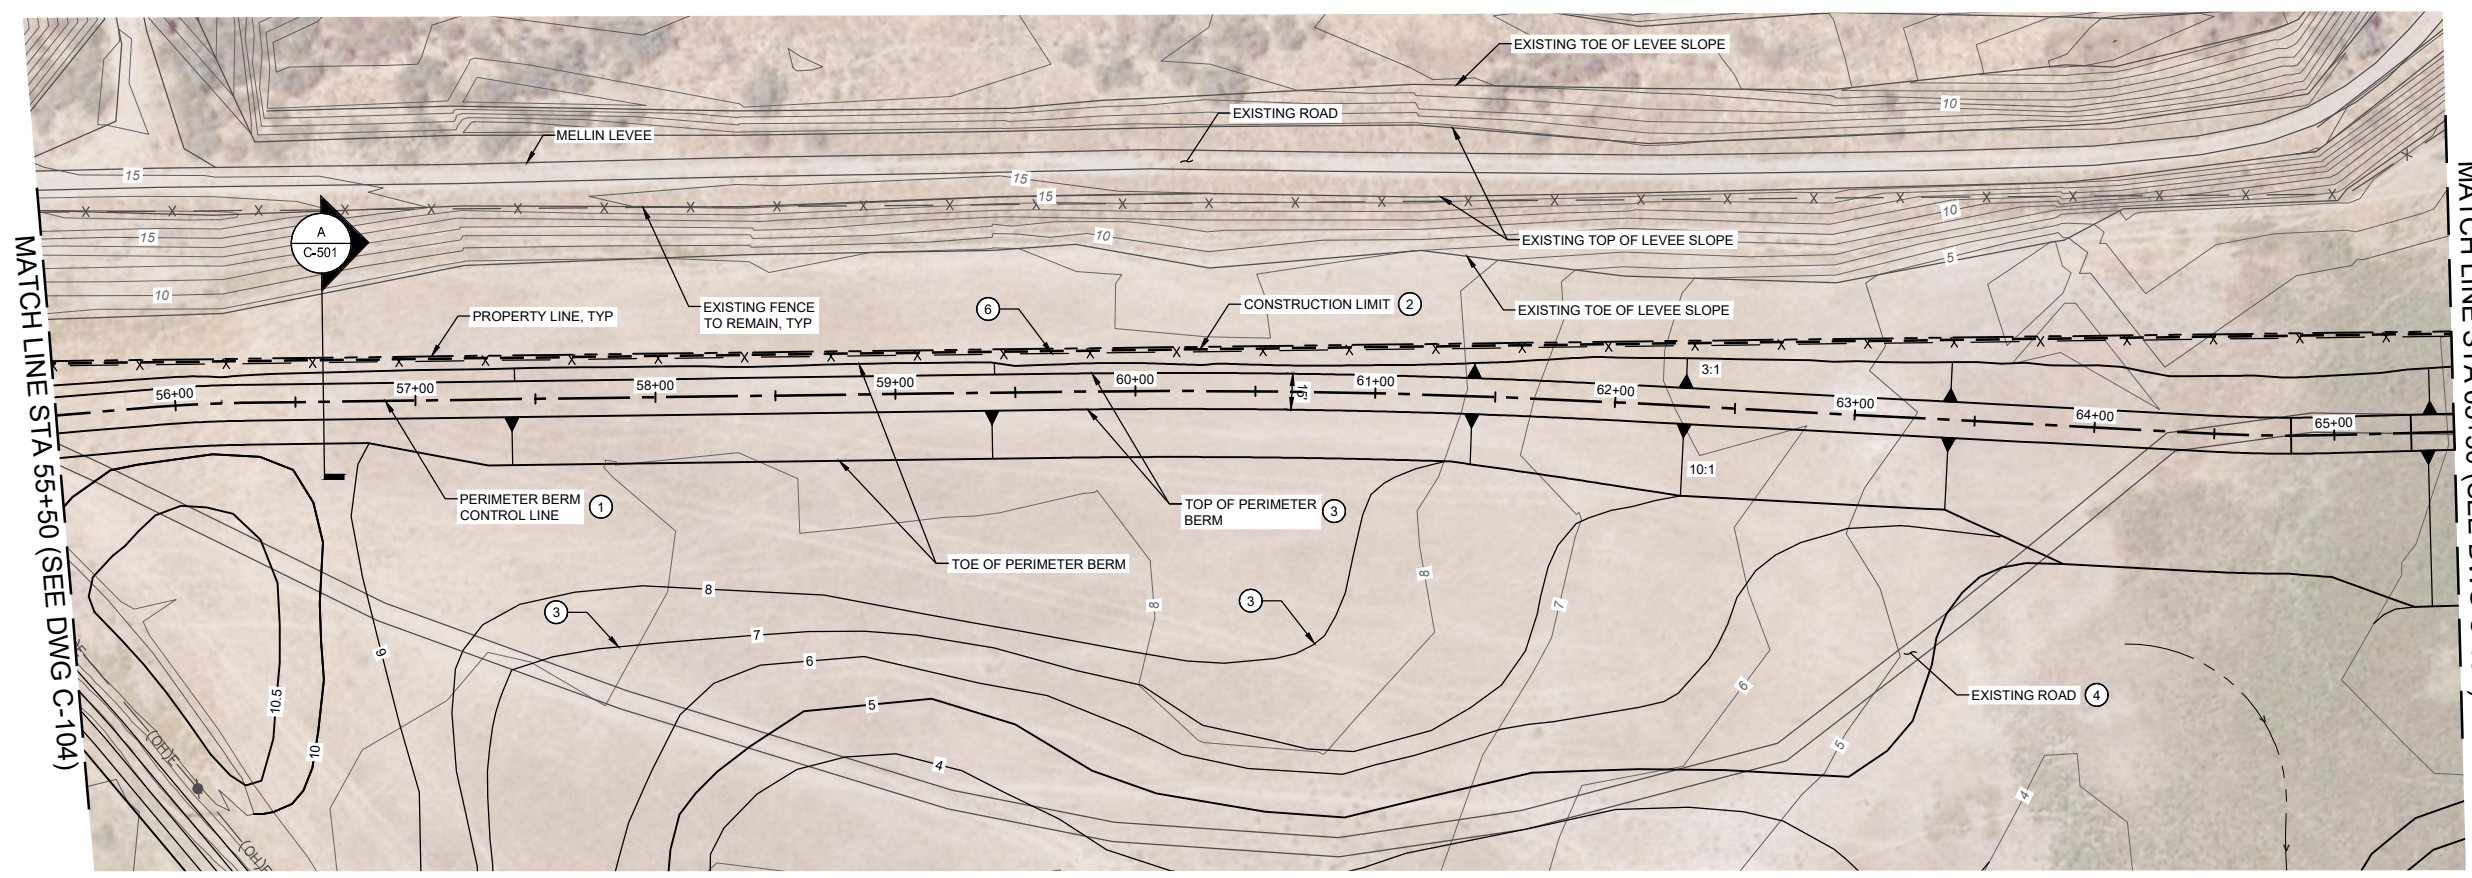 EXISTING TOE OF LEVEE SLOPE
10
EXISTING ROAD
MELLIN LEVEE
15
15
15
10
15
10
A
C-501
EXISTING TOP OF LEVEE SLOPE
5
10
EXISTING FENCE
TO REMAIN, TYP
6
CONSTRUCTION LIMIT 2
EXISTING TOE OF LEVEE SLOPE
PROPERTY LINE, TYP
3:1
56+00
57+00
58+00
59+00
60+00
16'
61+00
62+00
63+00
64+00
65+00
10:1
PERIMETER BERM
CONTROL LINE 1
TOP OF PERIMETER
BERM 3
TOE OF PERIMETER BERM
8
8
8
7
3
3
7
9
6
6
5
10.5
10
4
5
4
EXISTING ROAD 4
(OH)E
(OH)E
MATCH LINE STA 55+50 (SEE DWG C-104)
MATCH LINE STA